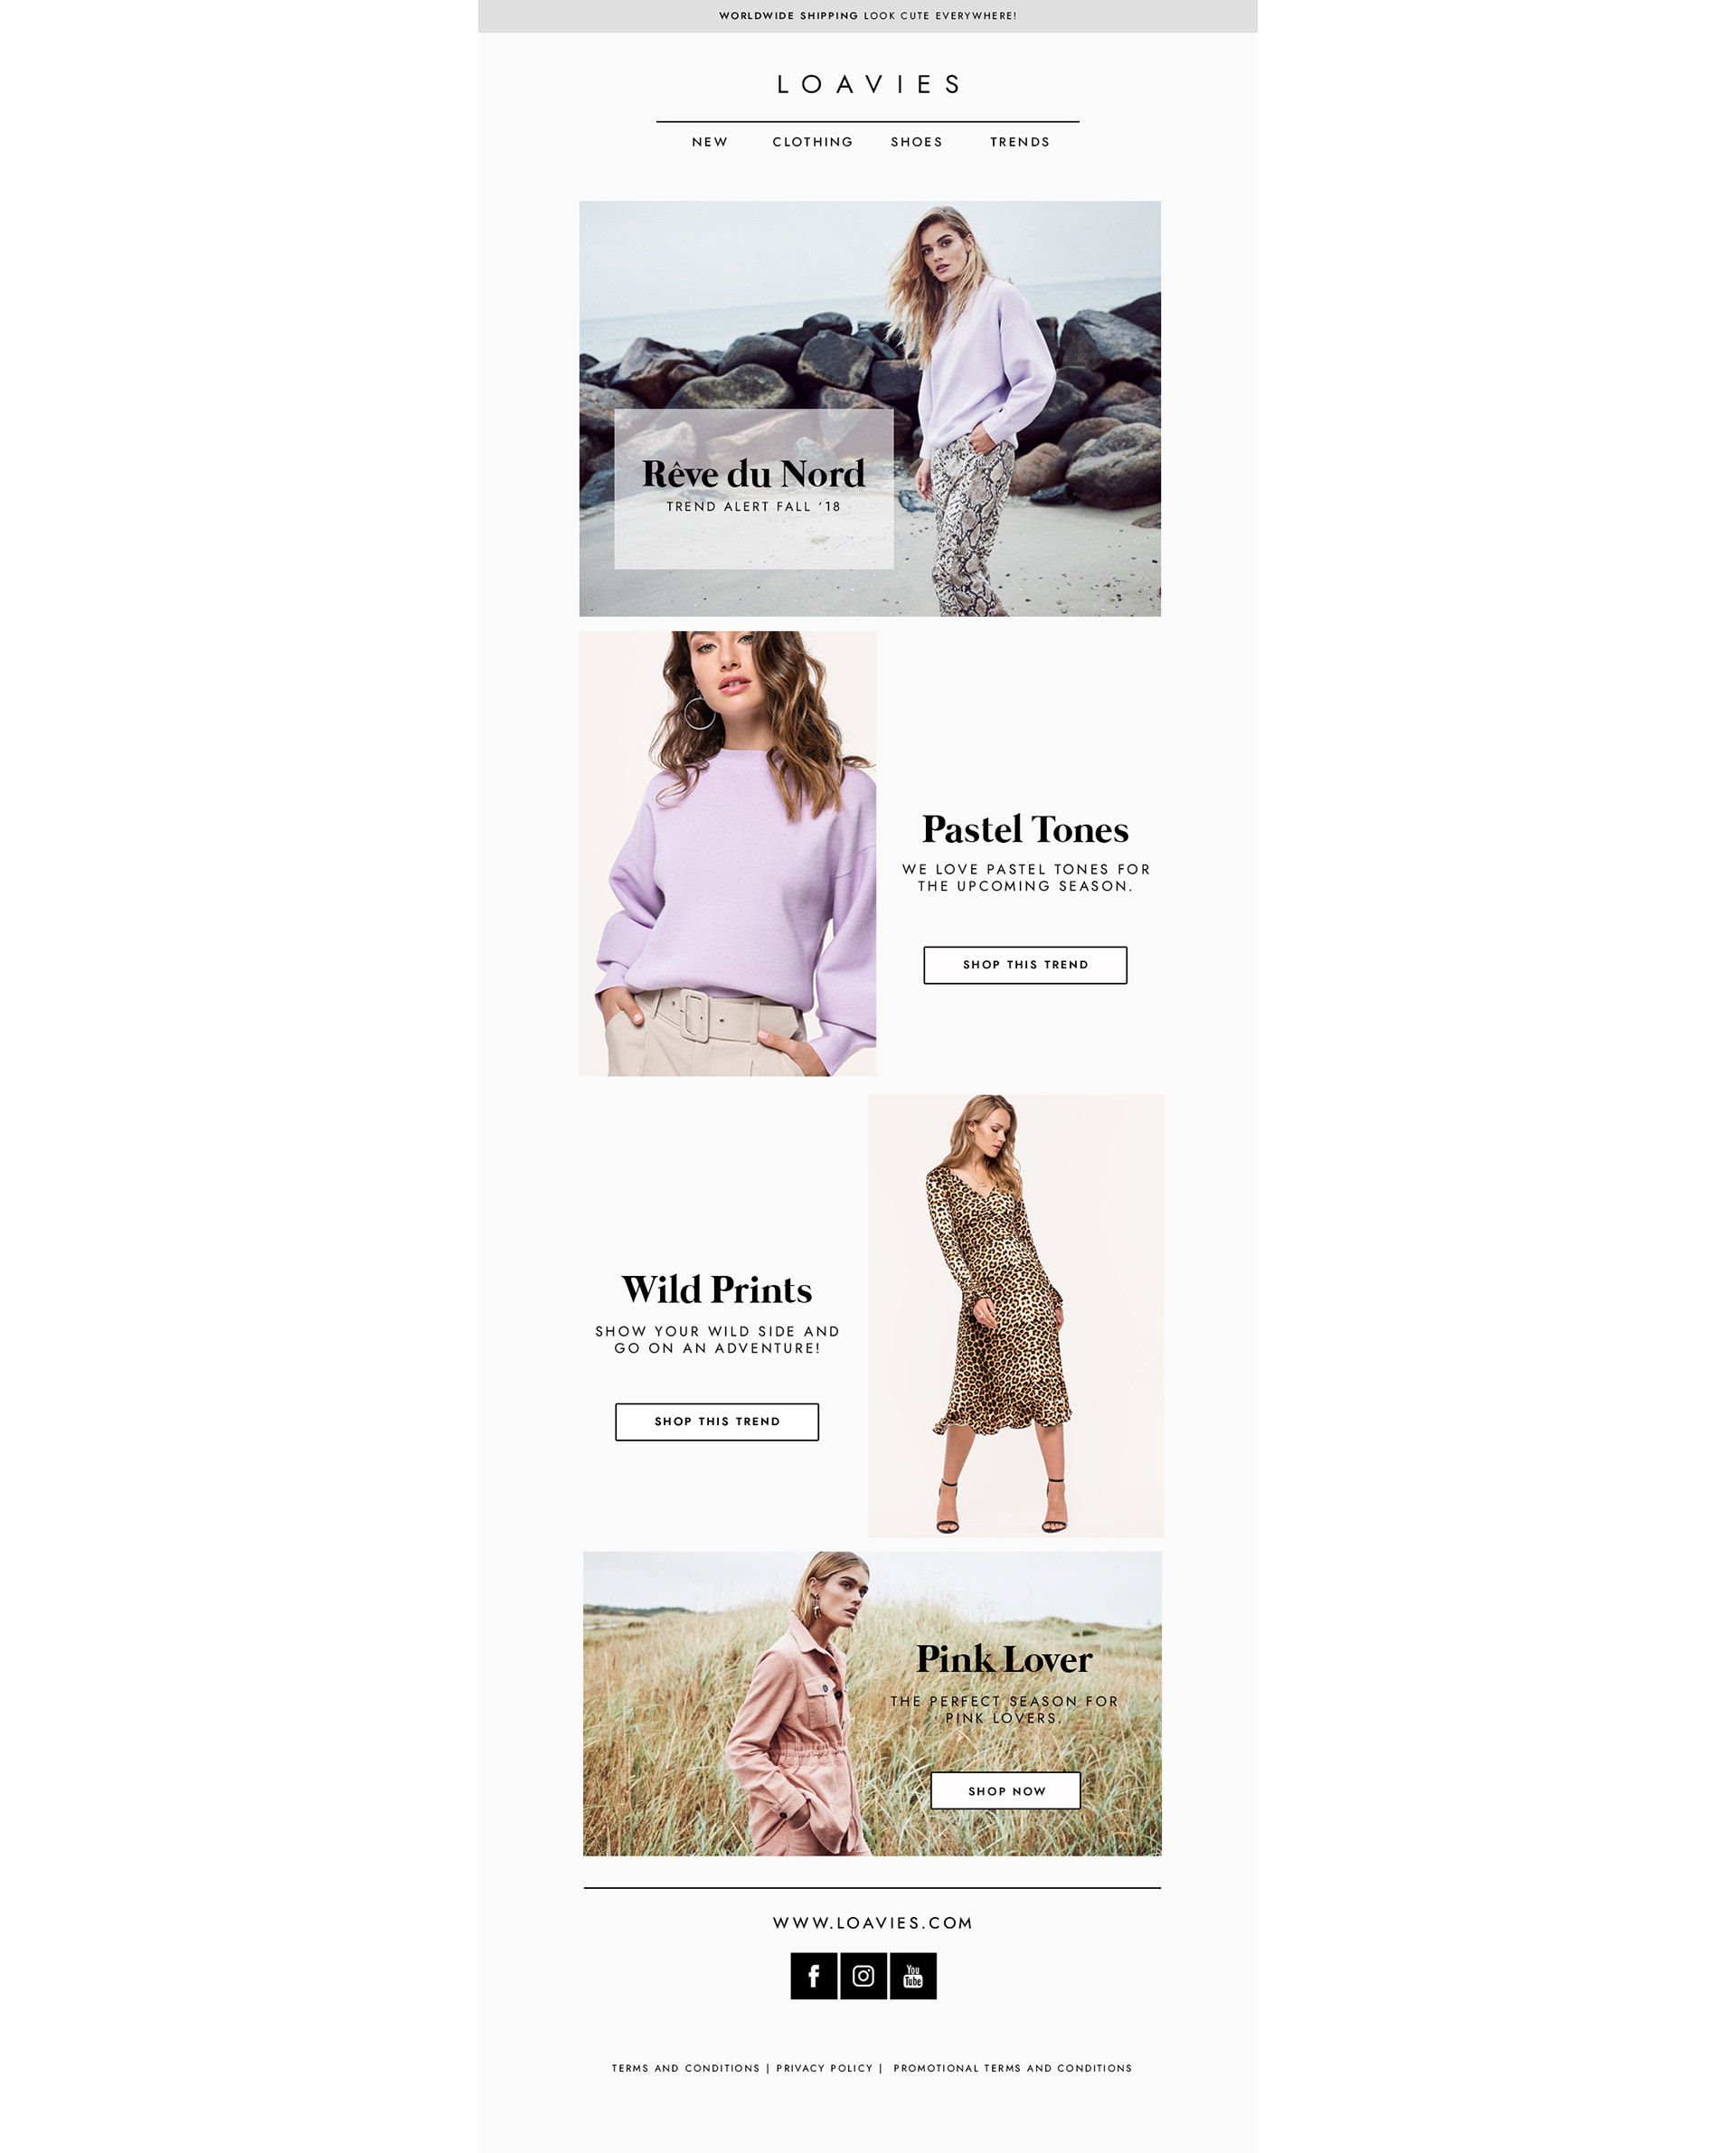 WORLDWIDE SHIPPING LOOK CUTE EVERYWHERE!
LOAVIES
NEW CLOTHING SHOES TRENDS
Rêve du Nord
TREND ALERT FALL ‘18
Pastel Tones
WE LOVE PASTEL TONES FOR
THE UPCOMING SEASON.
SHOP THIS TREND
Wild Prints
SHOW YOUR WILD SIDE AND
GO ON AN ADVENTURE!
SHOP THIS TREND
Pink Lover
THE PERFECT SEASON FOR
PINK LOVERS.
SHOP NOW
WWW.LOAVIES.COM
f You
Tube
TERMS AND CONDITIONS | PRIVACY POLICY | PROMOTIONAL TERMS AND CONDITIONS